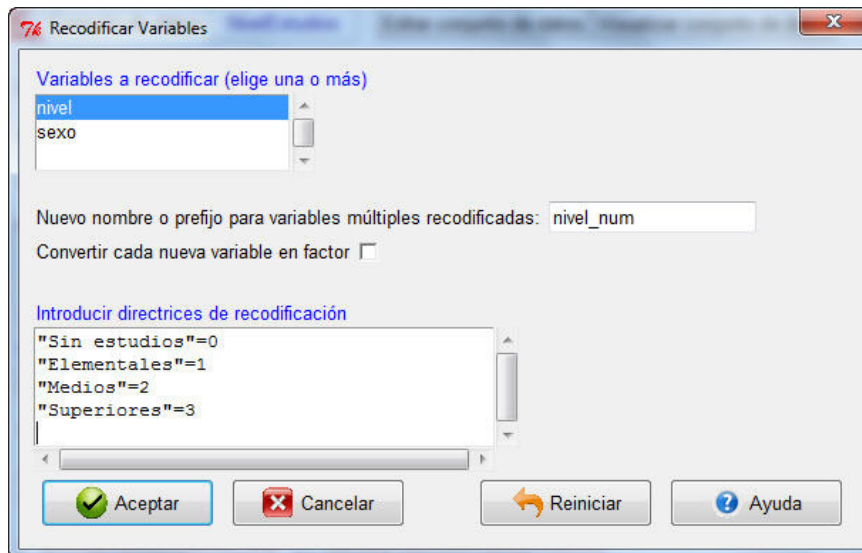 Recodificar Variables
Variables a recodificar (elige una o más)
nivel
sexo
Nuevo nombre o prefijo para variables múltiples recodificadas: nivel_num
Convertir cada nueva variable en factor
Introducir directrices de recodificación
"Sin estudios"=0
"Elementales"=1
"Medios"=2
"Superiores"=3
Aceptar Cancelar Reiniciar Ayuda